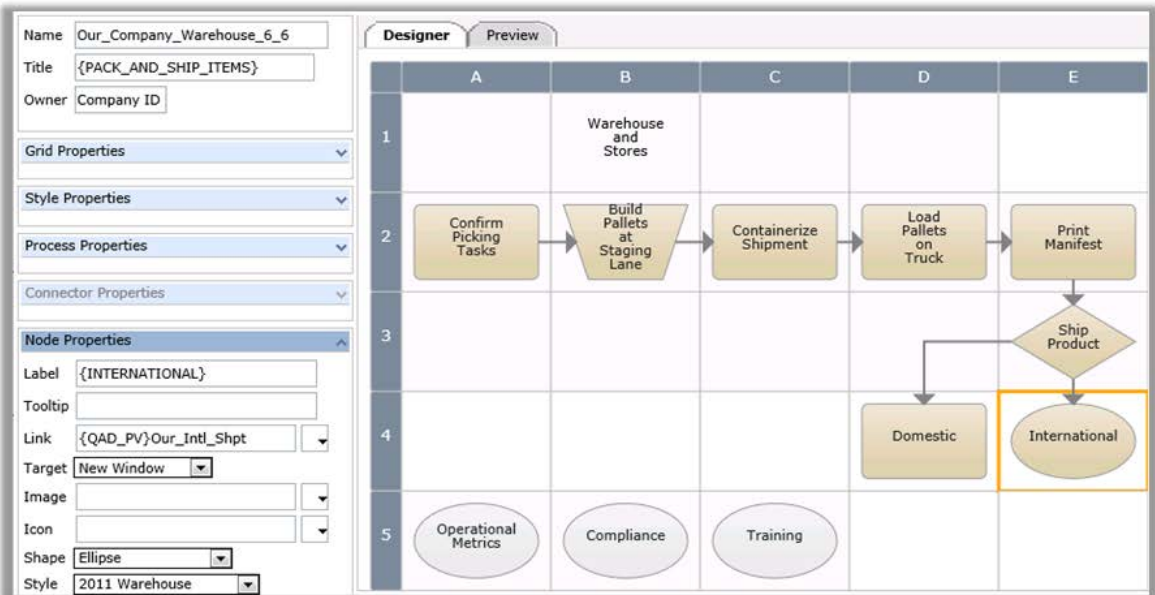 Name Our_Company_Warehouse_6_6
Title {PACK_AND_SHIP_ITEMS}
Owner Company ID
Grid Properties
Style Properties
Process Properties
Connector Properties
Node Properties
Label {INTERNATIONAL}
Tooltip
Link {QAD_PV}Our_Intl_Shpt
Target New Window
Image
Icon
Shape Ellipse
Style 2011 Warehouse
Designer Preview
A B C D E
1
Warehouse
and
Stores
2
Confirm
Picking
Tasks
Build
Pallets
at
Staging
Lane
Containerize
Shipment
Load
Pallets
on
Truck
Print
Manifest
3
Ship
Product
4
Domestic
International
5
Operational
Metrics
Compliance
Training